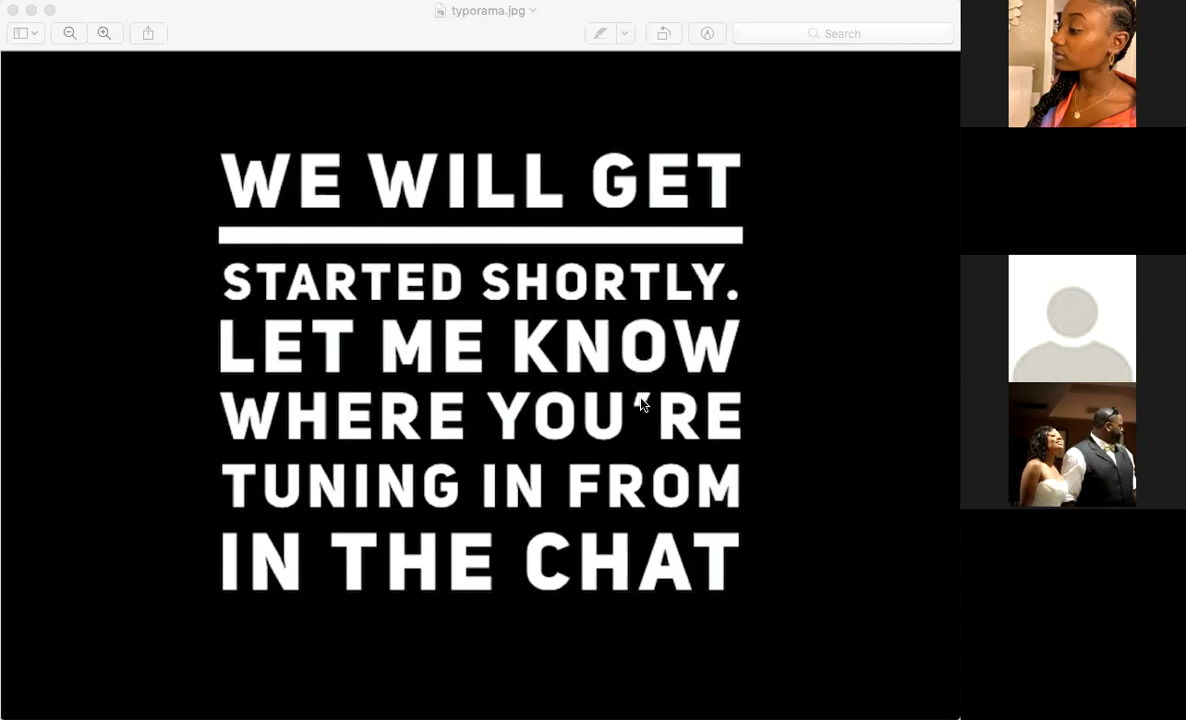 typorama.jpg
Search
WE WILL GET
STARTED SHORTLY.
LET ME KNOW
WHERE YOU'RE
TUNING IN FROM
IN THE CHAT